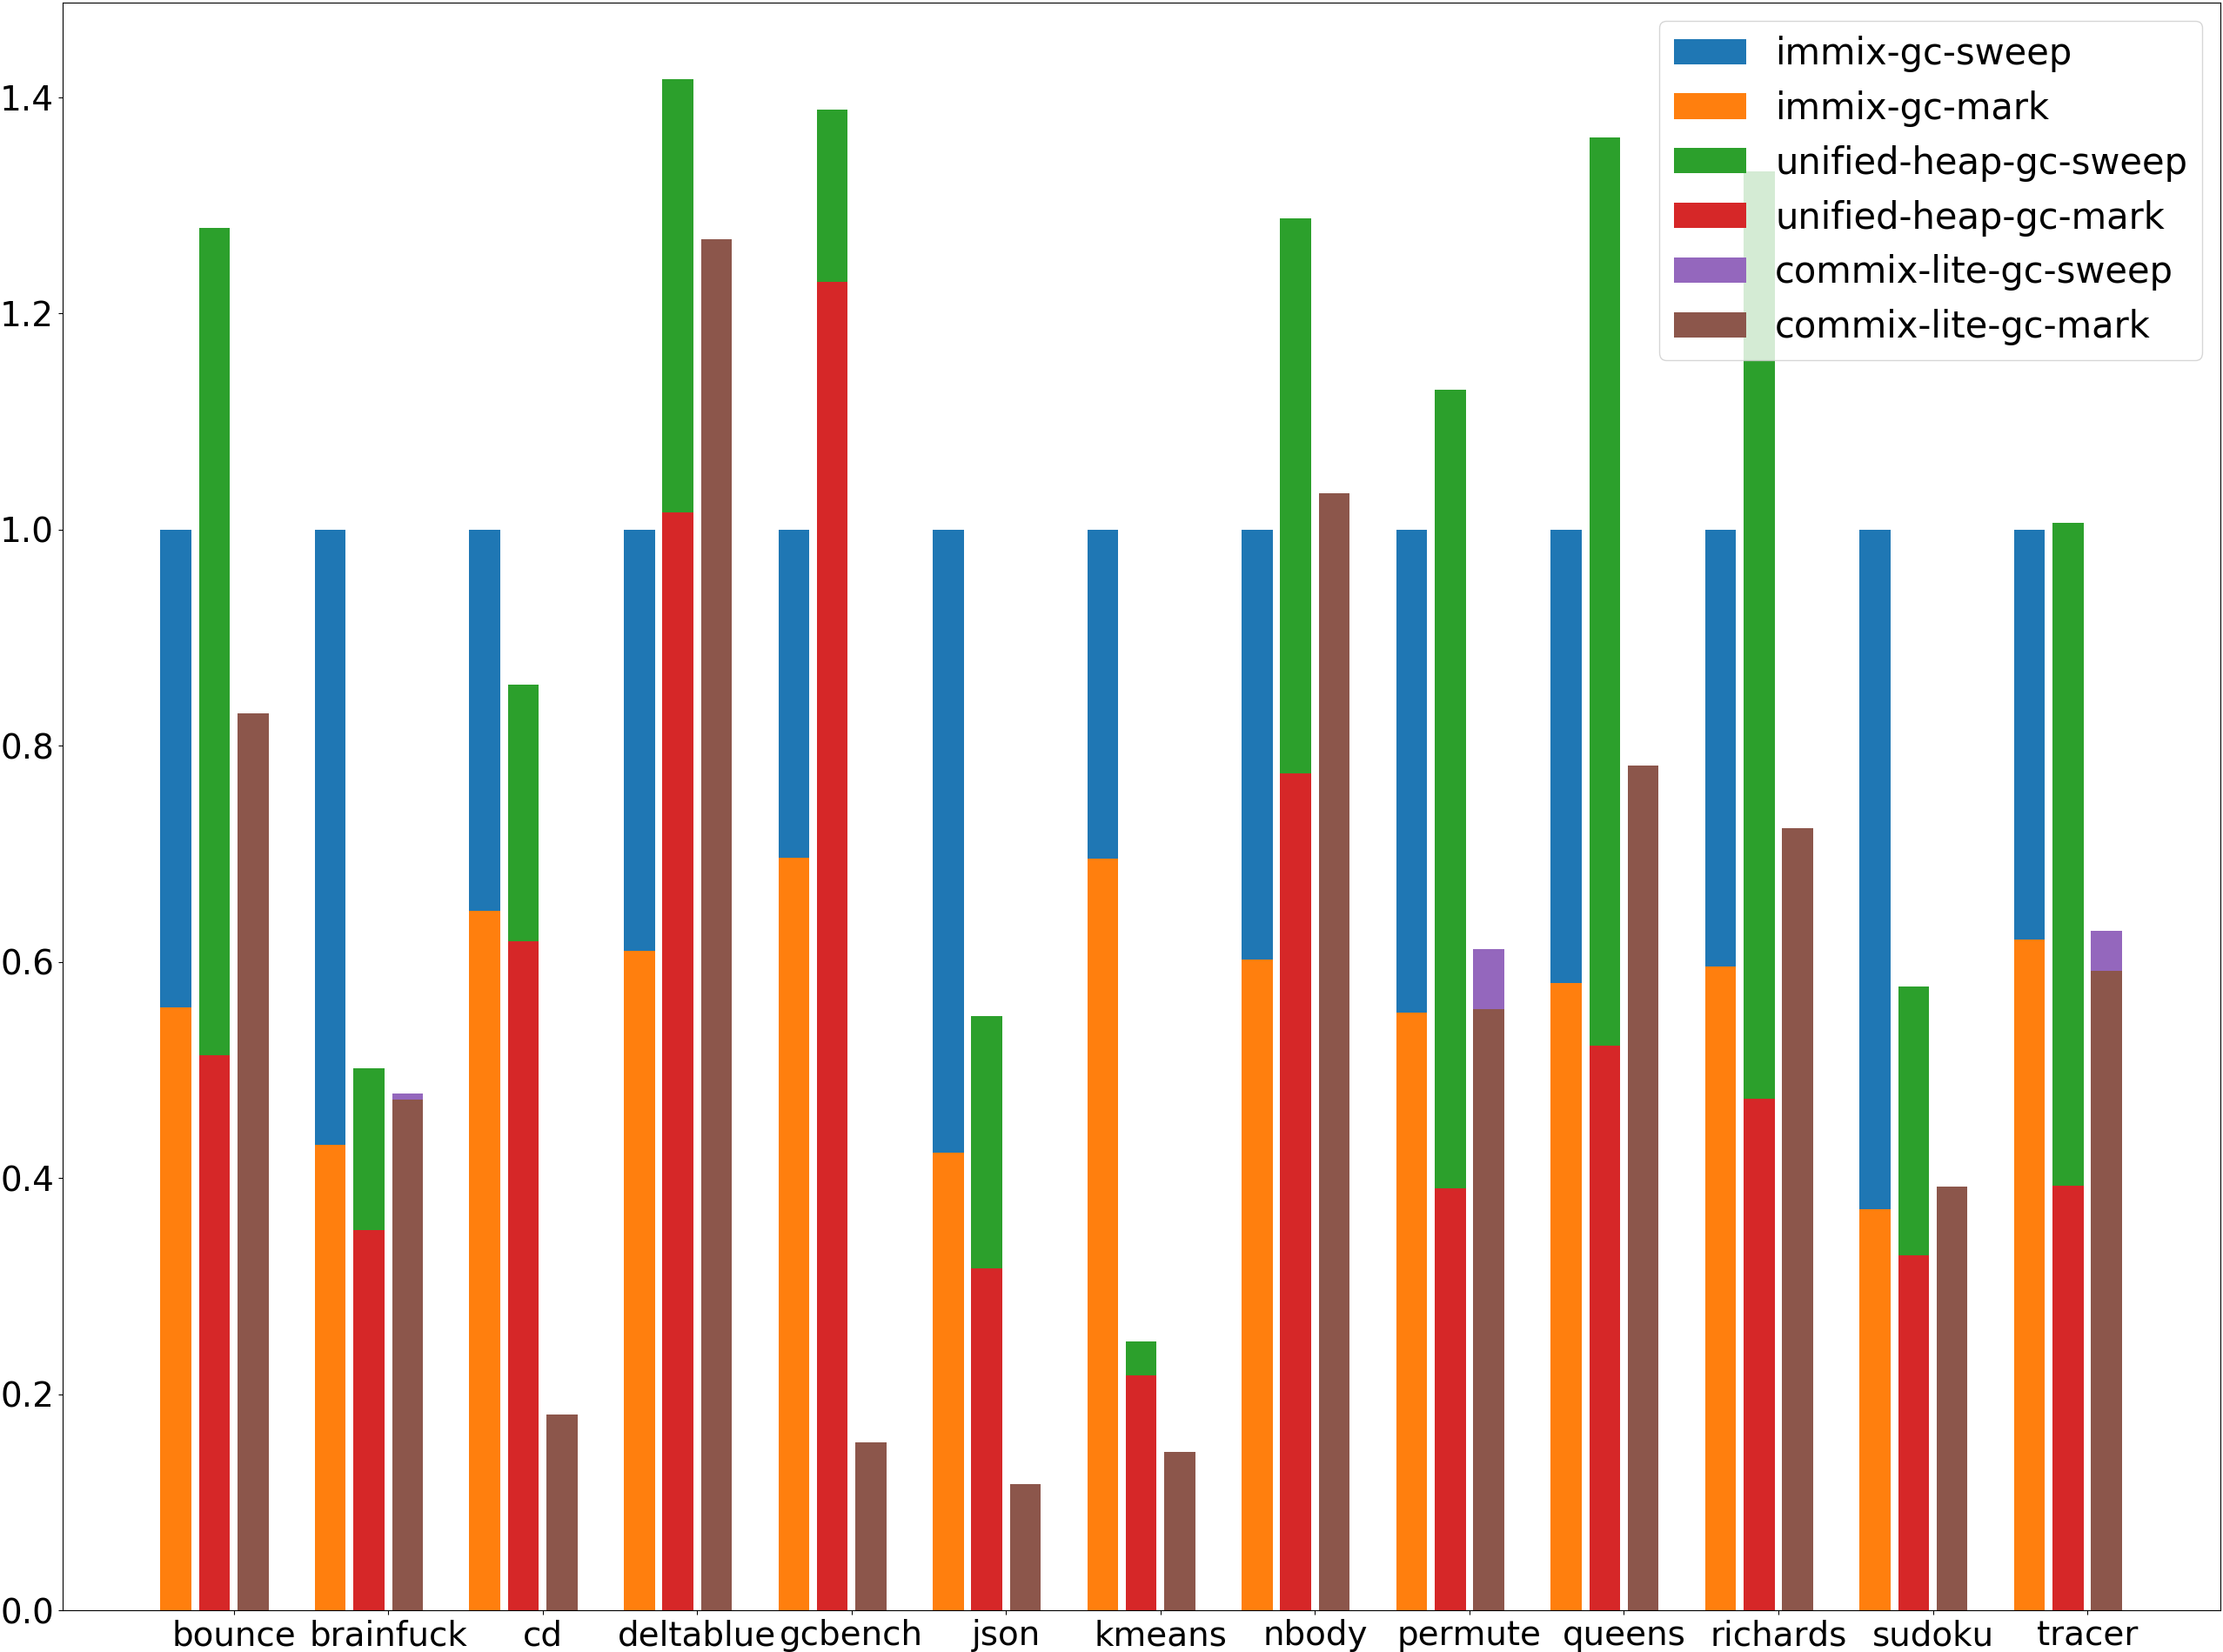 immix-gc-sweep
immix-gc-mark
unified-heap-gc-sweep
unified-heap-gc-mark
commix-lite-gc-sweep
commix-lite-gc-mark
1.4
1.2
1.0
0.8
0.6
0.4
0.2
0.0
bounce brainfuck cd deltablue gcbench json kmeans nbody permute queens richards sudoku tracer